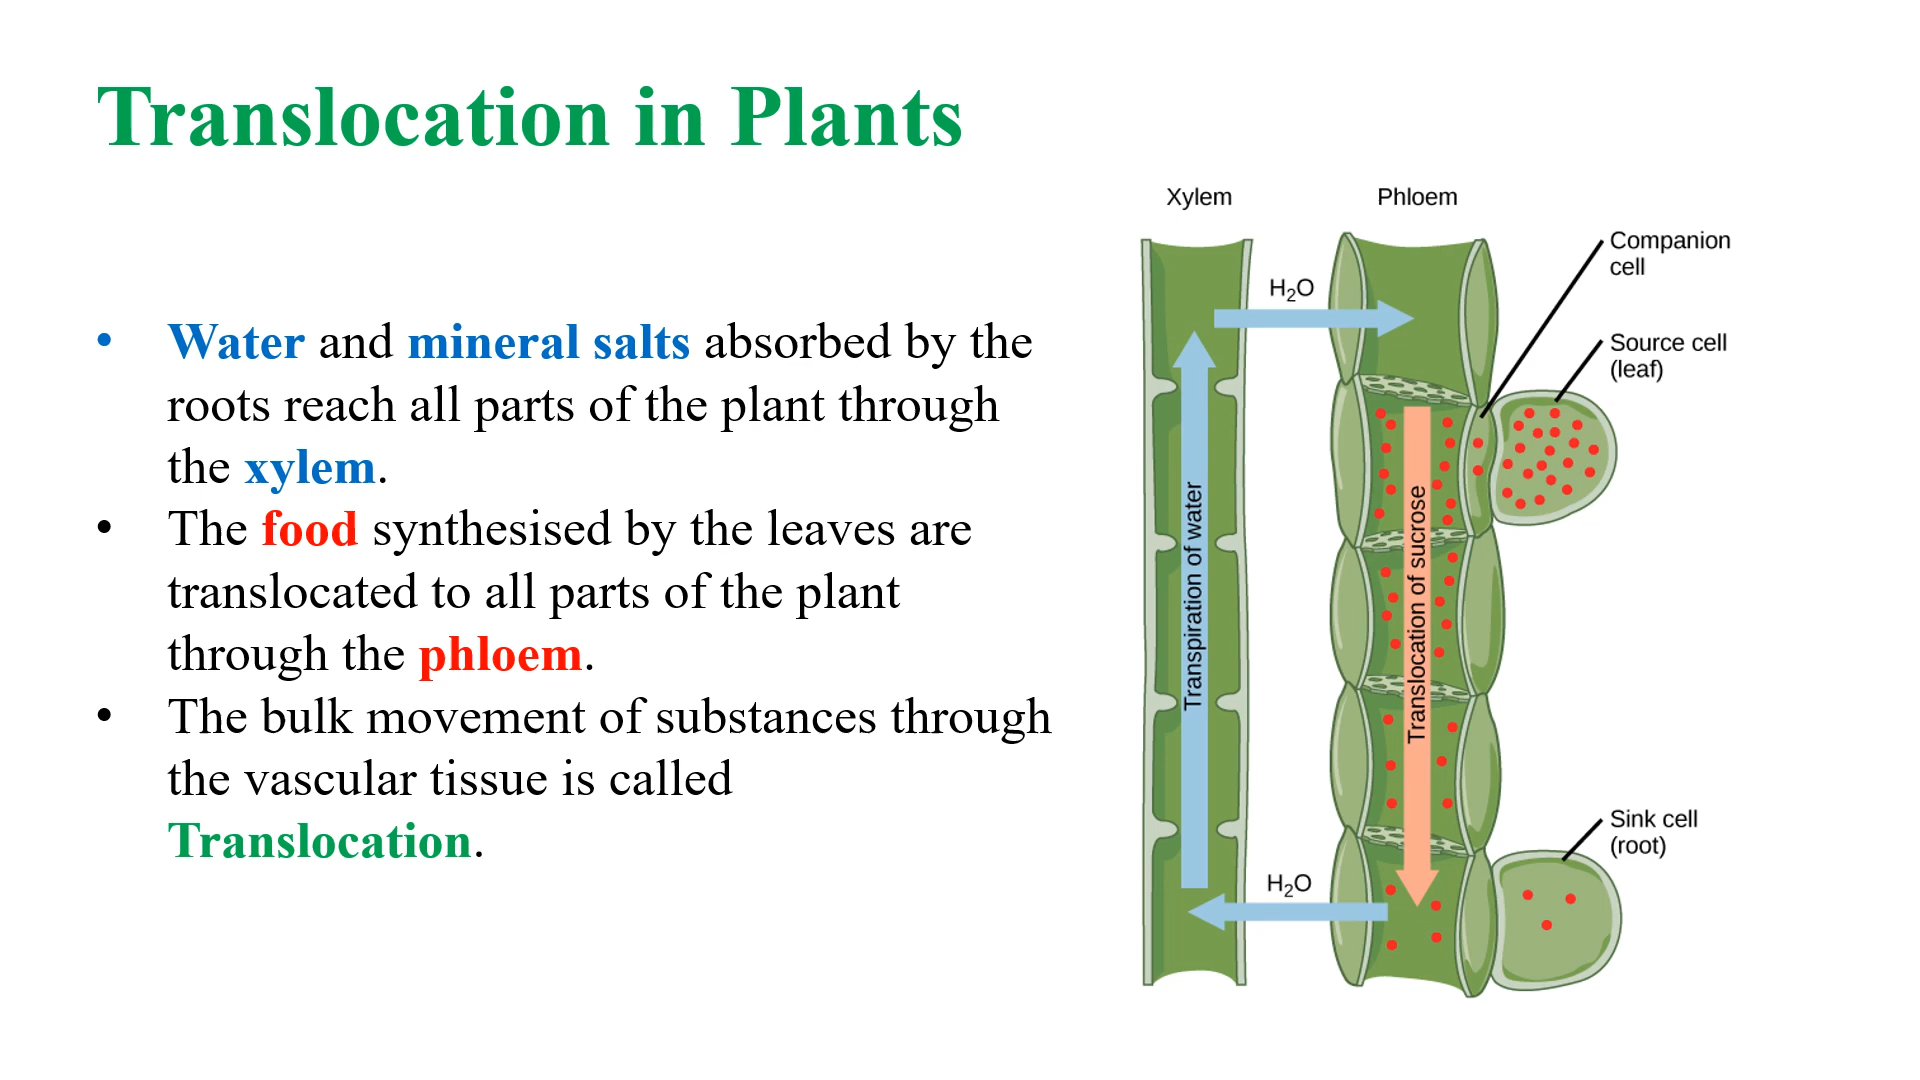 Translocation in Plants
• Water and mineral salts absorbed by the
roots reach all parts of the plant through
the xylem.
• The food synthesised by the leaves are
translocated to all parts of the plant
through the phloem.
• The bulk movement of substances through
the vascular tissue is called
Translocation.
Xylem
Phloem
Companion
cell
H₂O
Source cell
(leaf)
Transpiration of water
Translocation of sucrose
Sink cell
(root)
H₂O